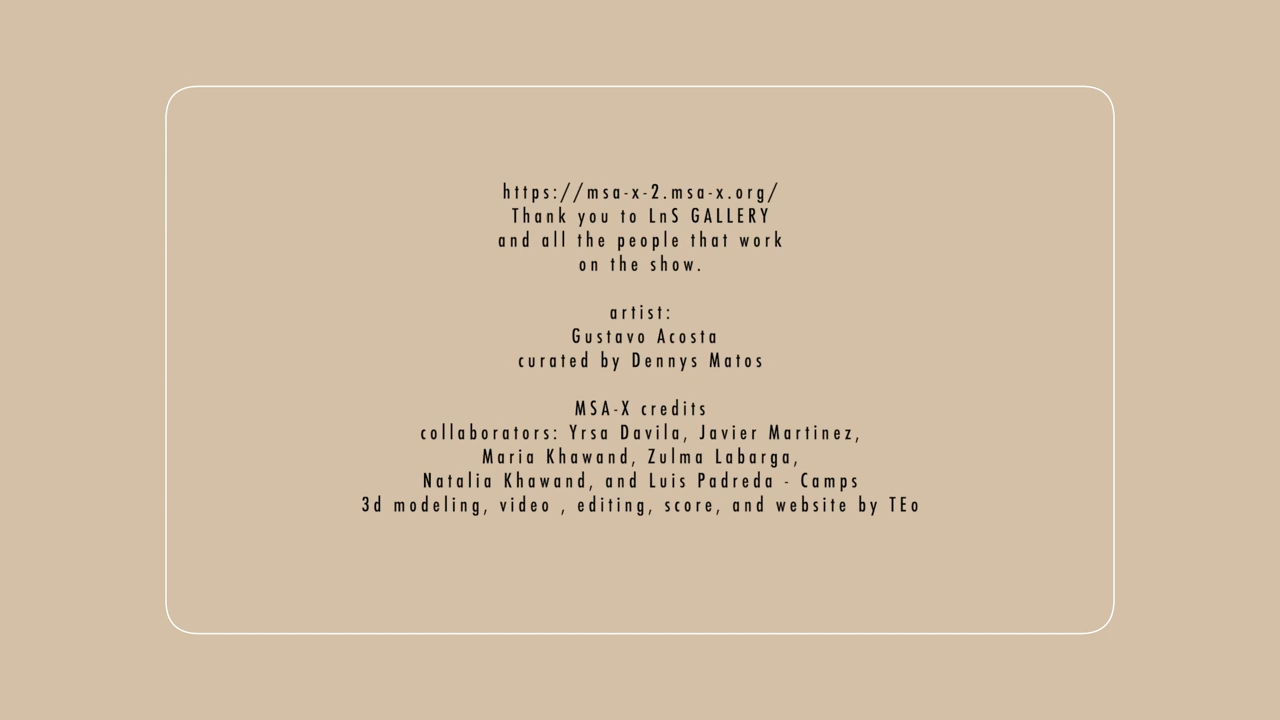 https://msa-x-2.msa-x.org/
Thank you to LnS GALLERY
and all the people that work
on the show.
artist:
Gustavo Acosta
curated by Dennys Matos
MSA-X credits
collaborators: Yrsa Davila, Javier Martinez,
Maria Khawand, Zulma Labarga,
Natalia Khawand, and Luis Padreda - Camps
3d modeling, video , editing, score, and website by TEo